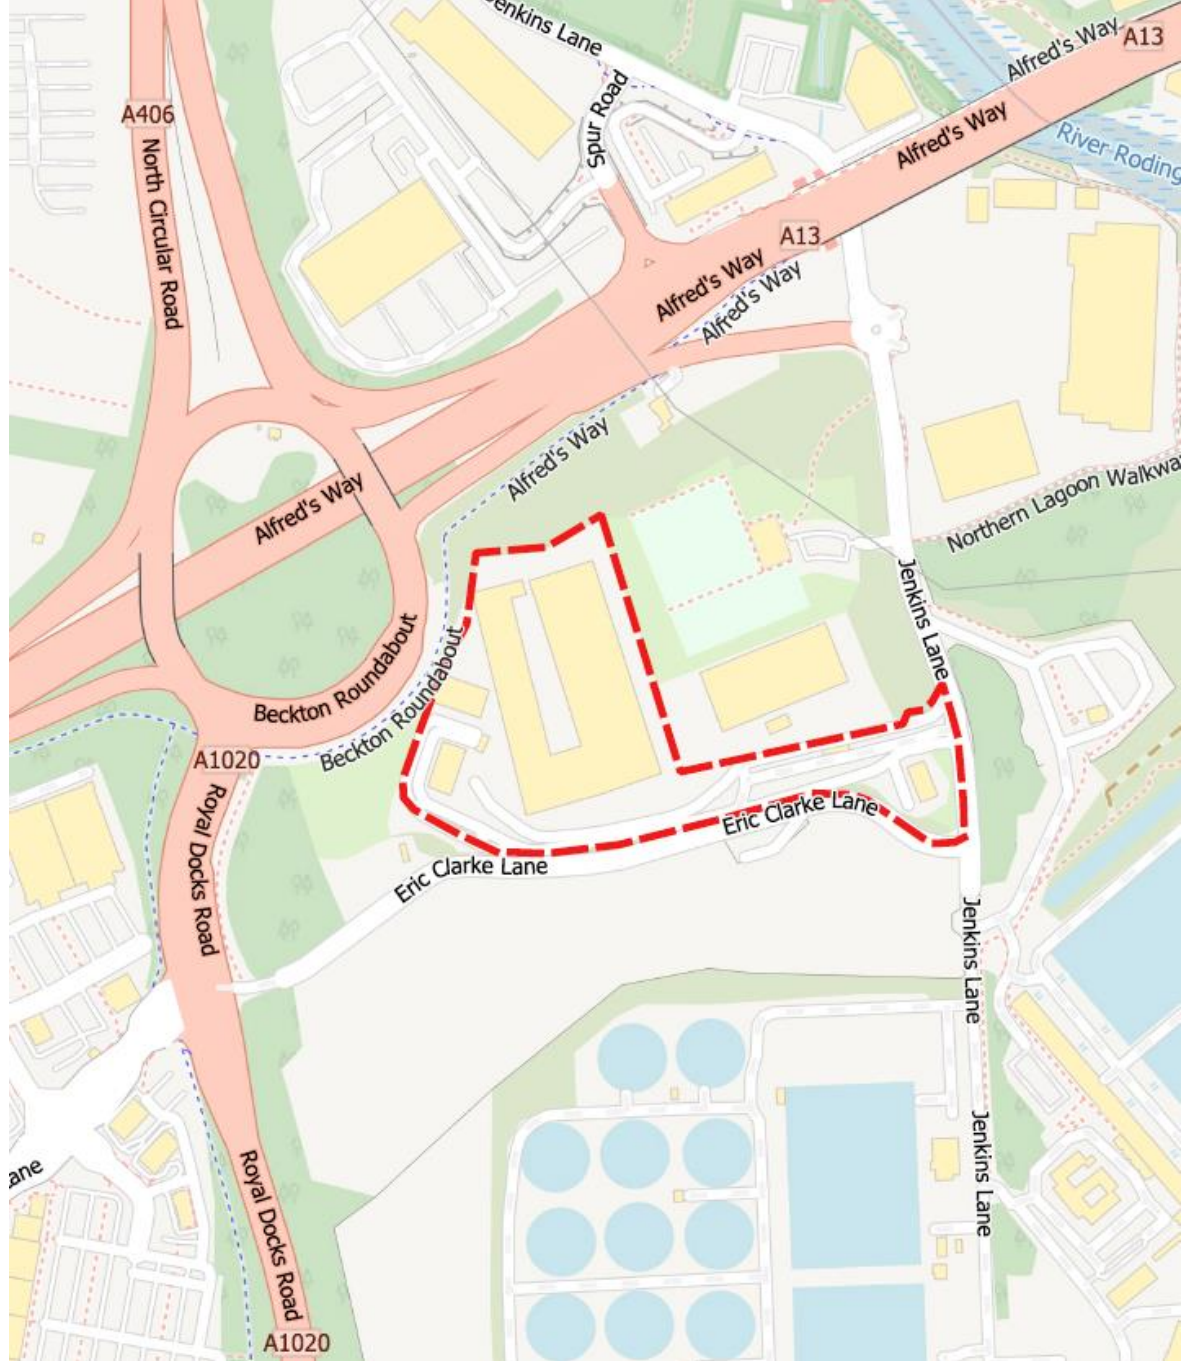 Jenkins Lane
Alfred's Way
A13
A406
Spur Road
Alfred's Way
River Roding
North Circular Road
A13
Alfred's Way
Alfred's Way
Alfred's Way
Alfred's Way
Northern Lagoon Walkwa
Jenkins Lane
Beckton Roundabout
Beckton Roundabout
A1020
Royal Docks Road
Eric Clarke Lane
Eric Clarke Lane
Jenkins Lane
Jenkins Lane
ane
Royal Docks Road
A1020